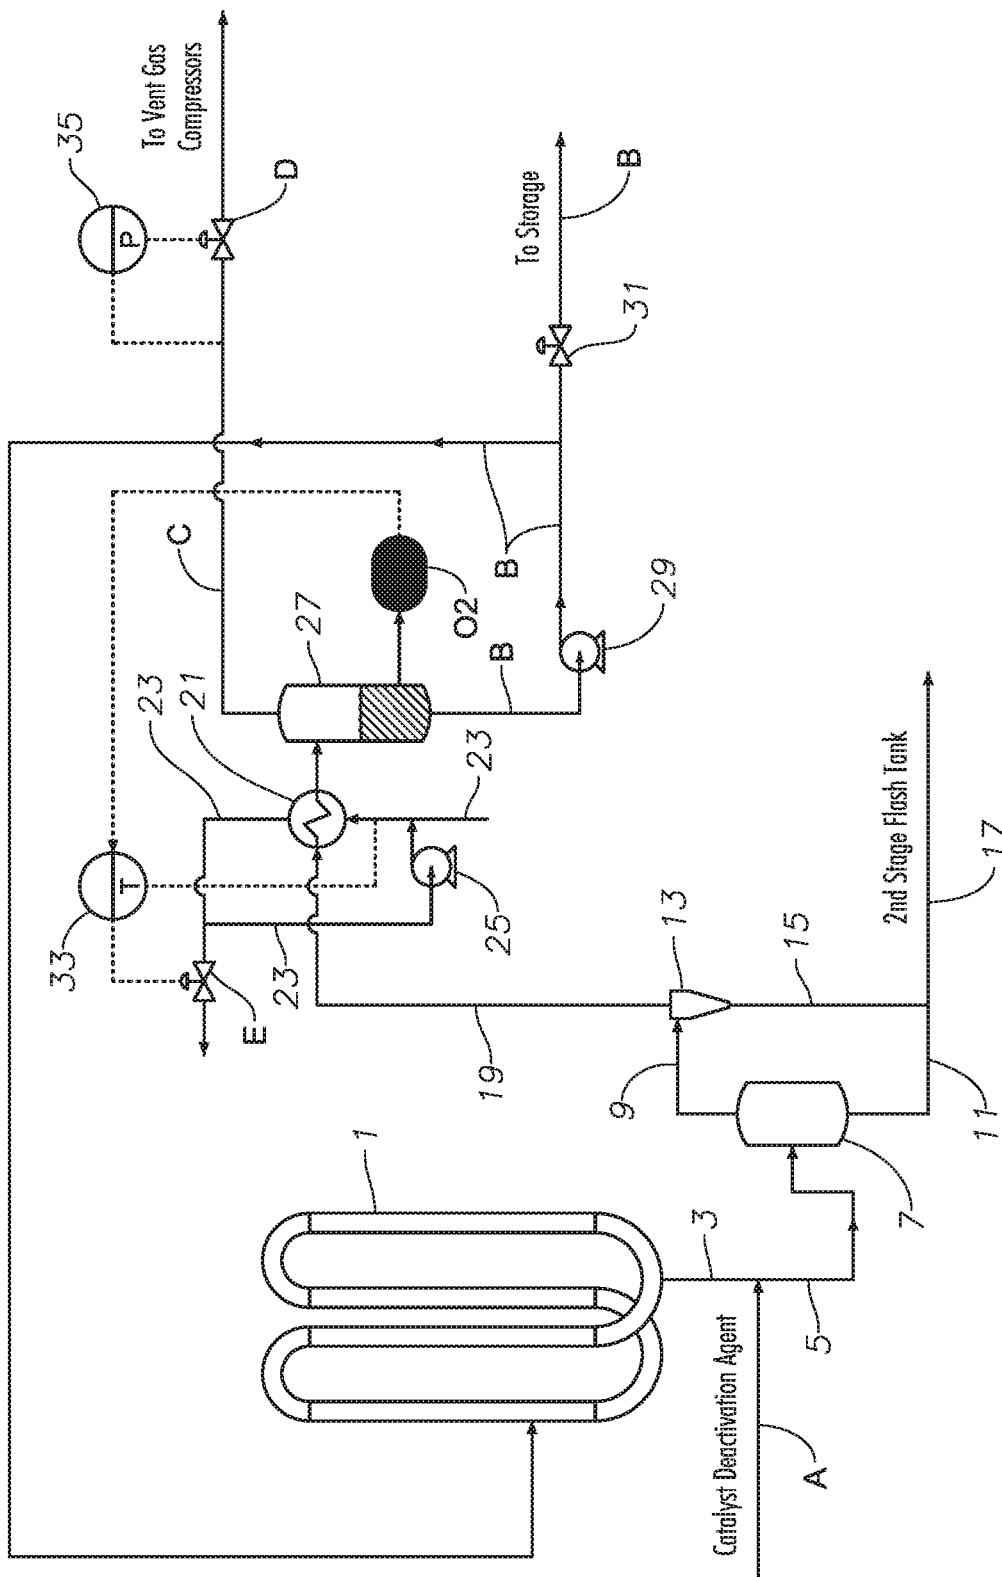 33
35
T
P
To Vent Gas
Compressors
23
C
21
E
D
23
27
1
O2
25
23
19
B
B
To Storage
13
9
B
31
29
3
Catalyst Deactivation Agent
15
A
5
2nd Stage Flash Tank
7
11
17